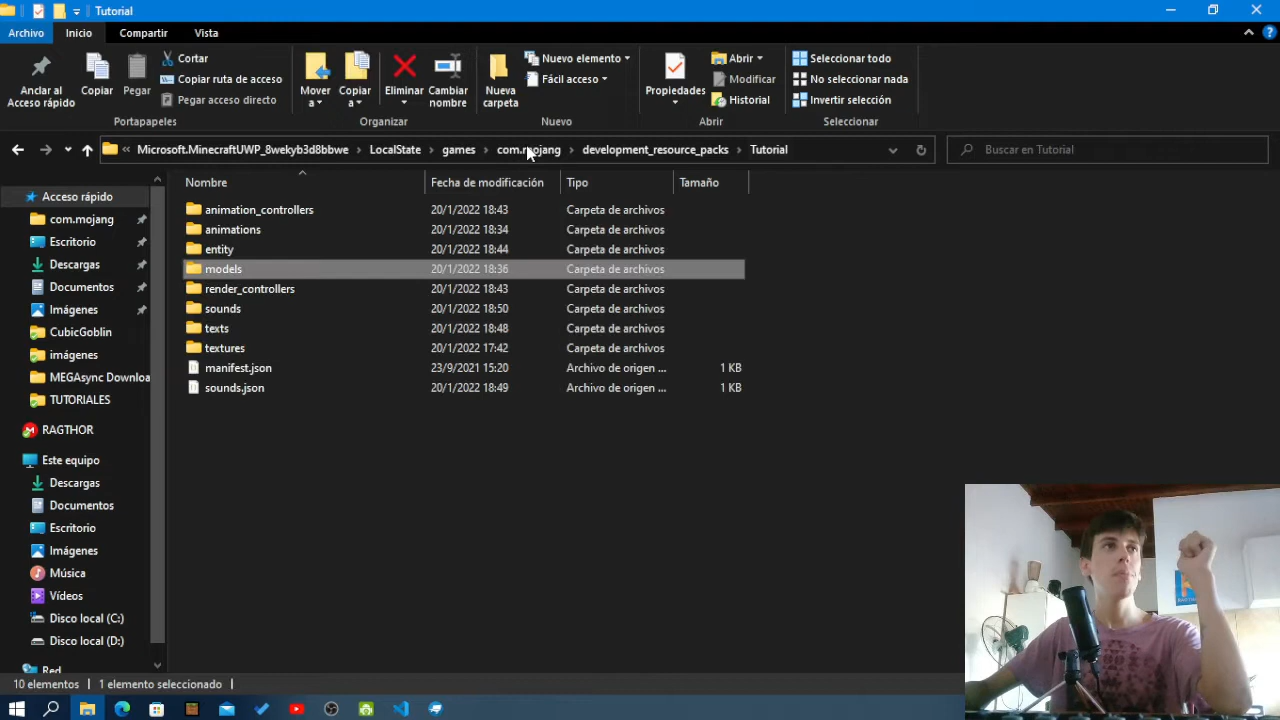 Tutorial
Archivo Inicio Compartir Vista
Andar al Acceso rápido
Copiar
Pegar
Cortar
Copiar ruta de acceso
Pegar acceso directo
Portapapeles
Mover a
Copiar a
Eliminar
Cambiar nombre
Organizar
Nueva carpeta
Nuevo elemento
Fácil acceso
Nuevo
Propiedades
Abrir
Modificar
Historial
Abrir
Seleccionar todo
No seleccionar nada
Invertir selección
Seleccionar
« Microsoft.MinecraftUWP_8wekyb3d8bbwe > LocalState > games > com.mojang > development_resource_packs > Tutorial
Buscar en Tutorial
Nombre Fecha de modificación Tipo Tamaño
animation_controllers 20/1/2022 18:43 Carpeta de archivos
animations 20/1/2022 18:34 Carpeta de archivos
entity 20/1/2022 18:44 Carpeta de archivos
models 20/1/2022 18:36 Carpeta de archivos
render_controllers 20/1/2022 18:43 Carpeta de archivos
sounds 20/1/2022 18:50 Carpeta de archivos
texts 20/1/2022 18:48 Carpeta de archivos
textures 20/1/2022 17:42 Carpeta de archivos
manifest.json 23/9/2021 15:20 Archivo de origen ... 1 KB
sounds.json 20/1/2022 18:49 Archivo de origen ... 1 KB
Acceso rápido
com.mojang
Escritorio
Descargas
Documentos
Imágenes
CubicGoblin
imágenes
MEGAsync Downloa
TUTORIALES
RAGTHOR
Este equipo
Descargas
Documentos
Escritorio
Imágenes
Música
Vídeos
Disco local (C:)
Disco local (D:)
Red
10 elementos 1 elemento seleccionado